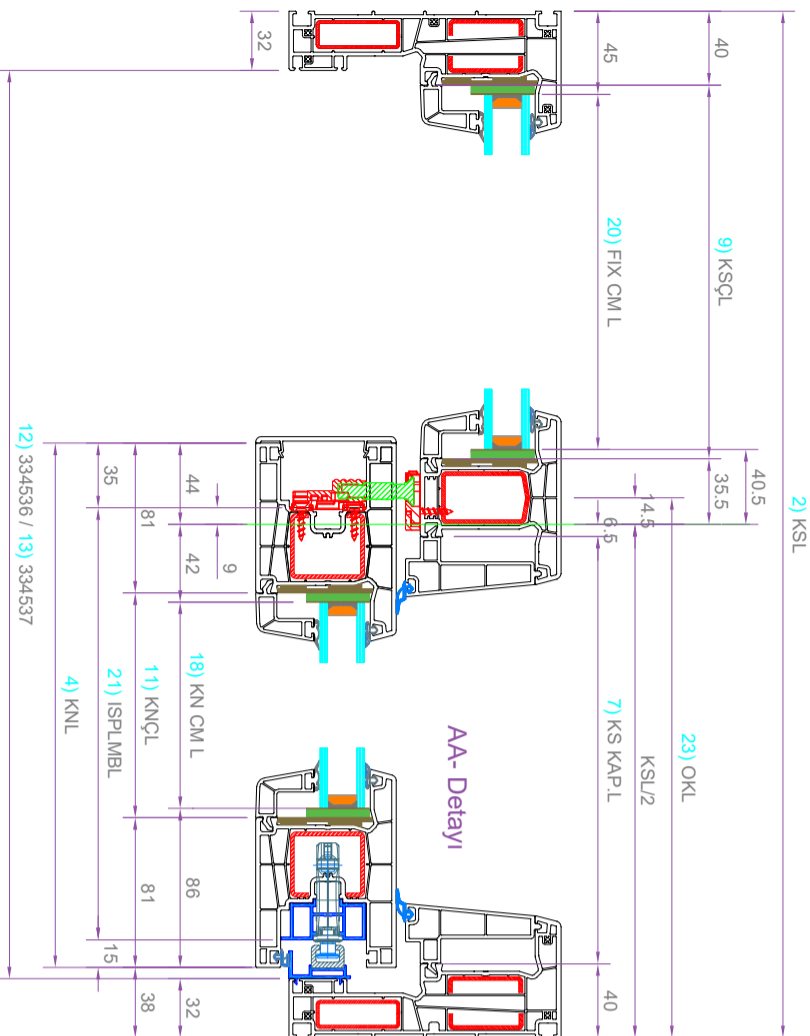 2) KSL
40
9) KSÇL
40.5
35.5
45
20) FIX CM L
14.5
6.5
23) OKL
KSL/2
7) KS KAP.L
40
32
AA- Detayı
44
9
42
18) KN CM L
86
32
81
11) KNÇL
81
38
35
21) ISPLMBL
15
4) KNL
12) 334536 / 13) 334537